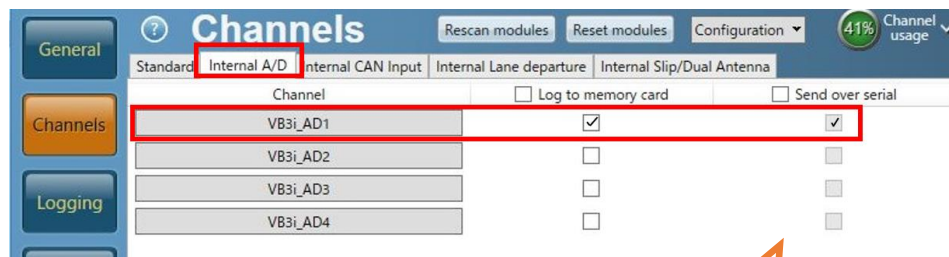 General
Channels
Logging
Channels
Rescan modules
Reset modules
Configuration
41%
Channel usage
Standard
Internal A/D
Internal CAN Input
Internal Lane departure
Internal Slip/Dual Antenna
Channel
Log to memory card
Send over serial
VB3i_AD1
VB3i_AD2
VB3i_AD3
VB3i_AD4